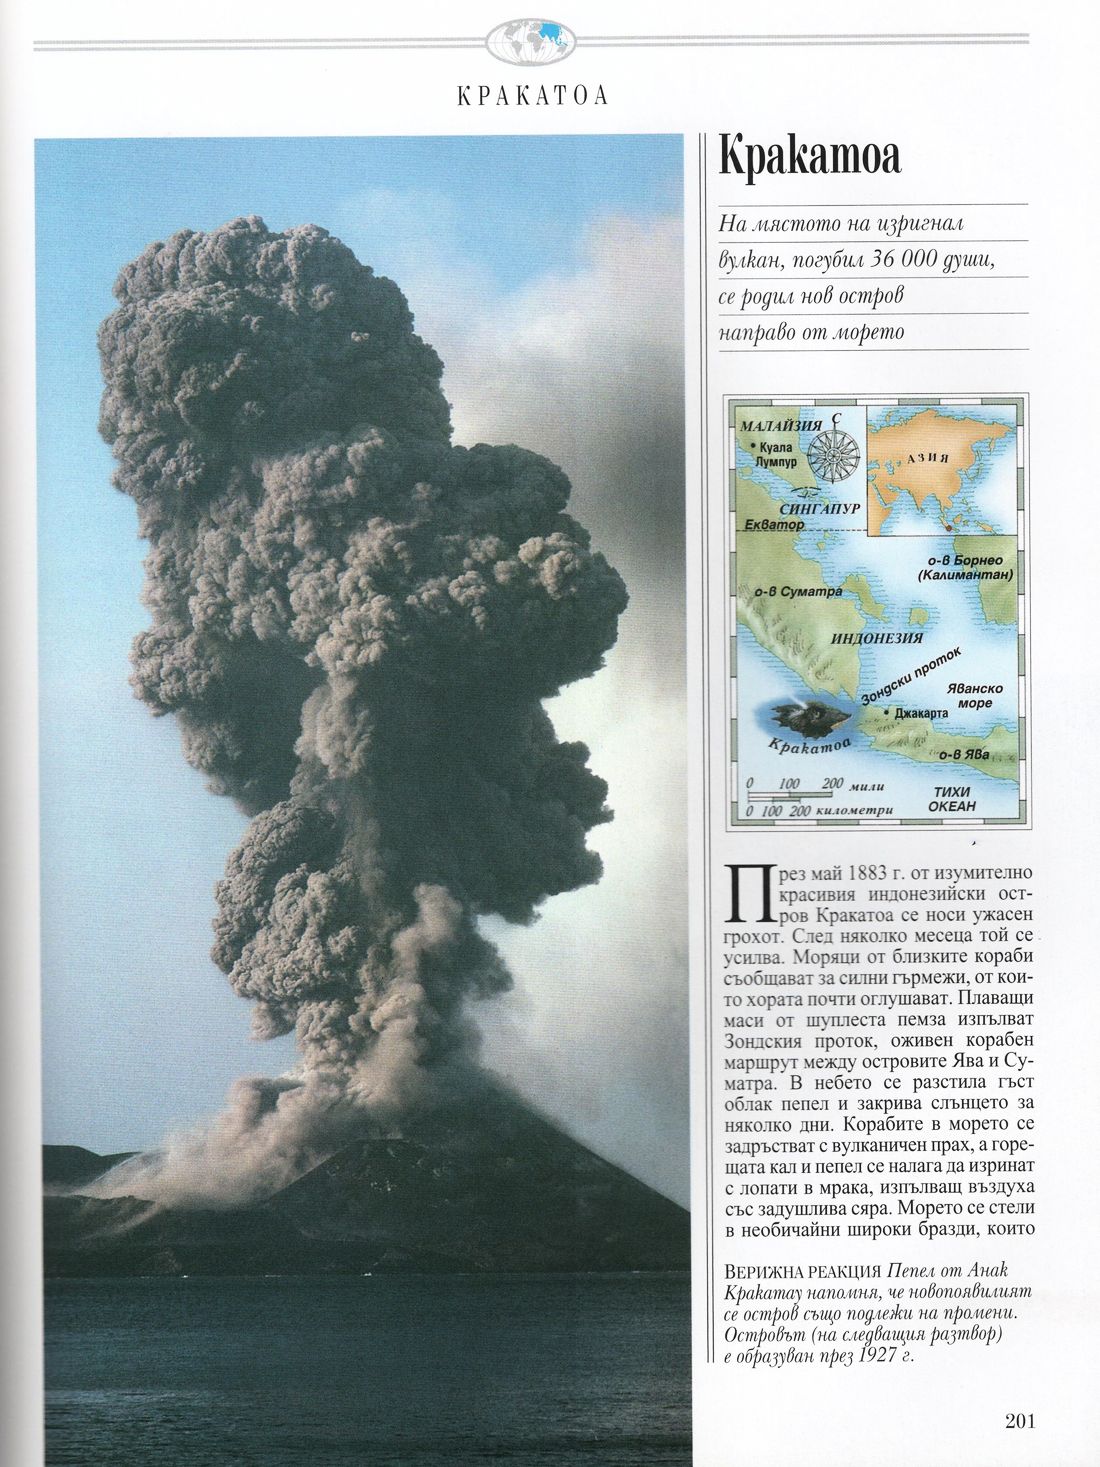 КРАКАТОА
Кракатоа
На мястото на изригнал
вулкан, погубил 36 000 души,
се родил нов остров
направо от морето
МАЛАЙЗИЯ
С
Куала
Лумпур
АЗИЯ
СИНГАПУР
Екватор
о-в Борнео
(Калимантан)
о-в Суматра
ИНДОНЕЗИЯ
Зондски проток
Яванско
море
Джакарта
Кракатоа
о-в Ява
0 100 200 мили
0 100 200 километри
ТИХИ
ОКЕАН
През май 1883 г. от изумително
красивия индонезийски ост-
ров Кракатоа се носи ужасен
грохот. След няколко месеца той се
усилва. Моряци от близките кораби
съобщават за силни гърмежи, от кои-
то хората почти оглушават. Плаващи
маси от шуплеста пемза изпълват
Зондския проток, оживен корабен
маршрут между островите Ява и Су-
матра. В небето се разстила гъст
облак пепел и закрива слънцето за
няколко дни. Корабите в морето се
задръстват с вулканичен прах, а горе-
щата кал и пепел се налага да изринат
с лопати в мрака, изпълващ въздуха
със задушлива сяра. Морето се стели
в необичайни широки бразди, които
ВЕРИЖНА РЕАКЦИЯ Пепел от Анак
Кракатау напомня, че новопоявилият
се остров също подлежи на промени.
Островът (на следващия разтвор)
е образуван през 1927 г.
201